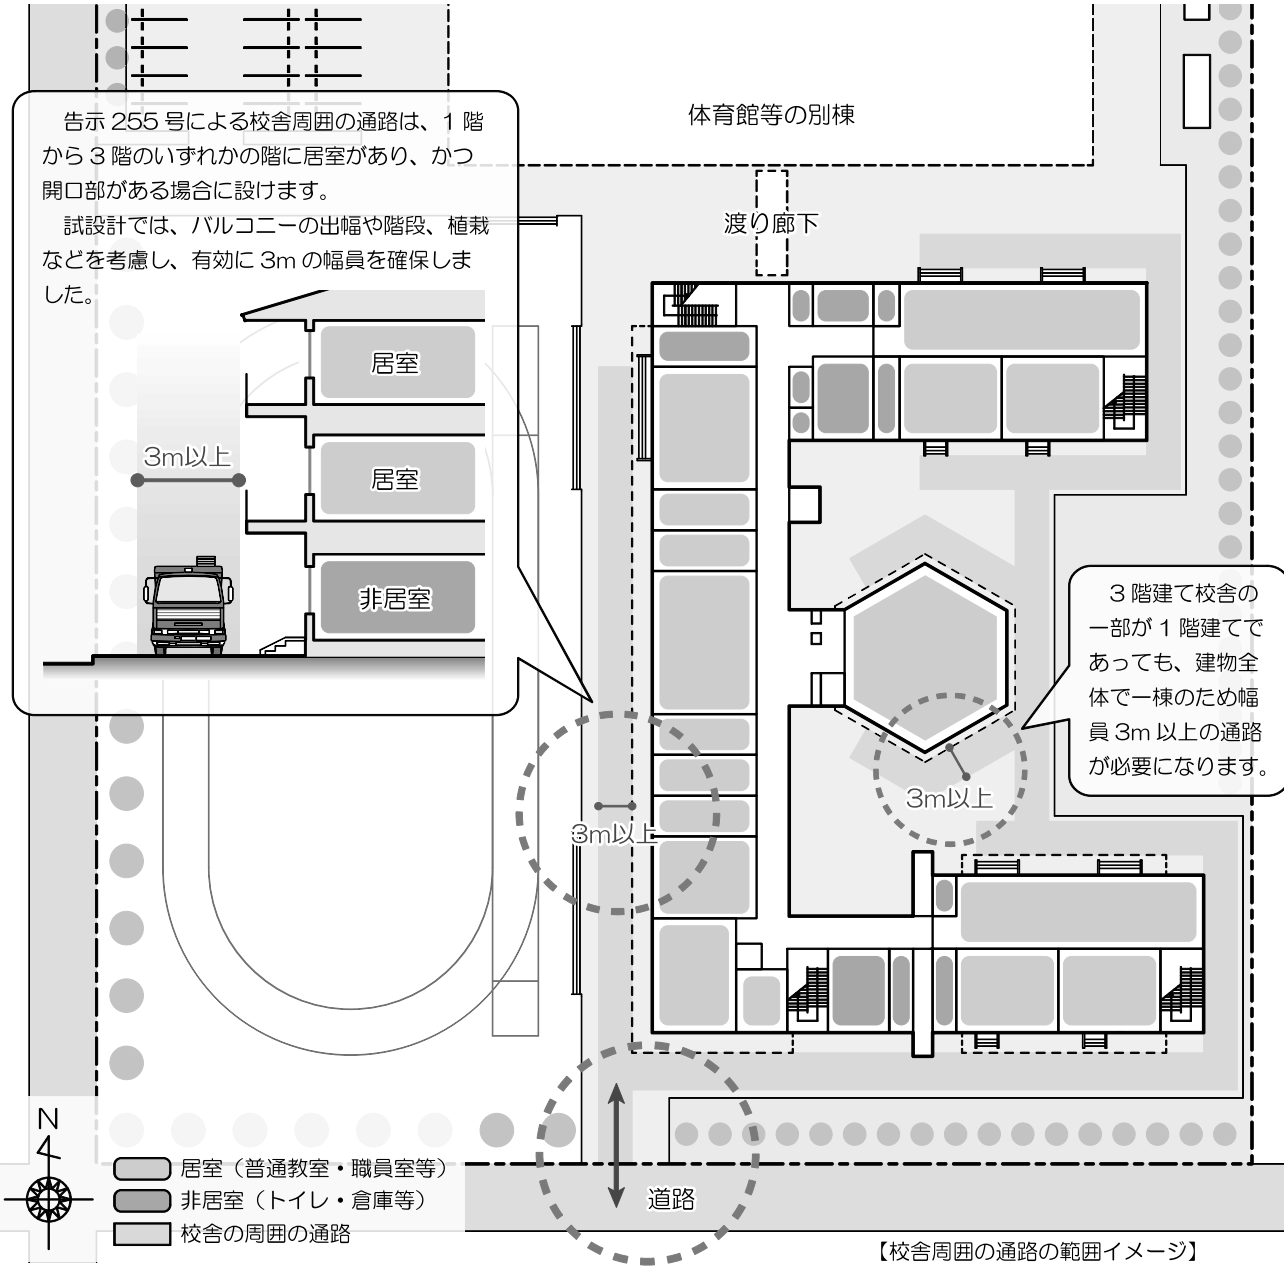 体育館等の別棟
告示 255 号による校舎周囲の通路は、1 階
から 3 階のいずれかの階に居室があり、かつ
開口部がある場合に設けます。
試設計では、バルコニーの出幅や階段、植栽
などを考慮し、有効に 3m の幅員を確保しま
した。
渡り廊下
居室
3m以上
居室
非居室
3 階建て校舎の
一部が 1 階建てで
あっても、建物全
体で一棟のため幅
員 3m 以上の通路
が必要になります。
3m以上
3m以上
N
居室（普通教室・職員室等）
非居室（トイレ・倉庫等）
校舎の周囲の通路
道路
【校舎周囲の通路の範囲イメージ】